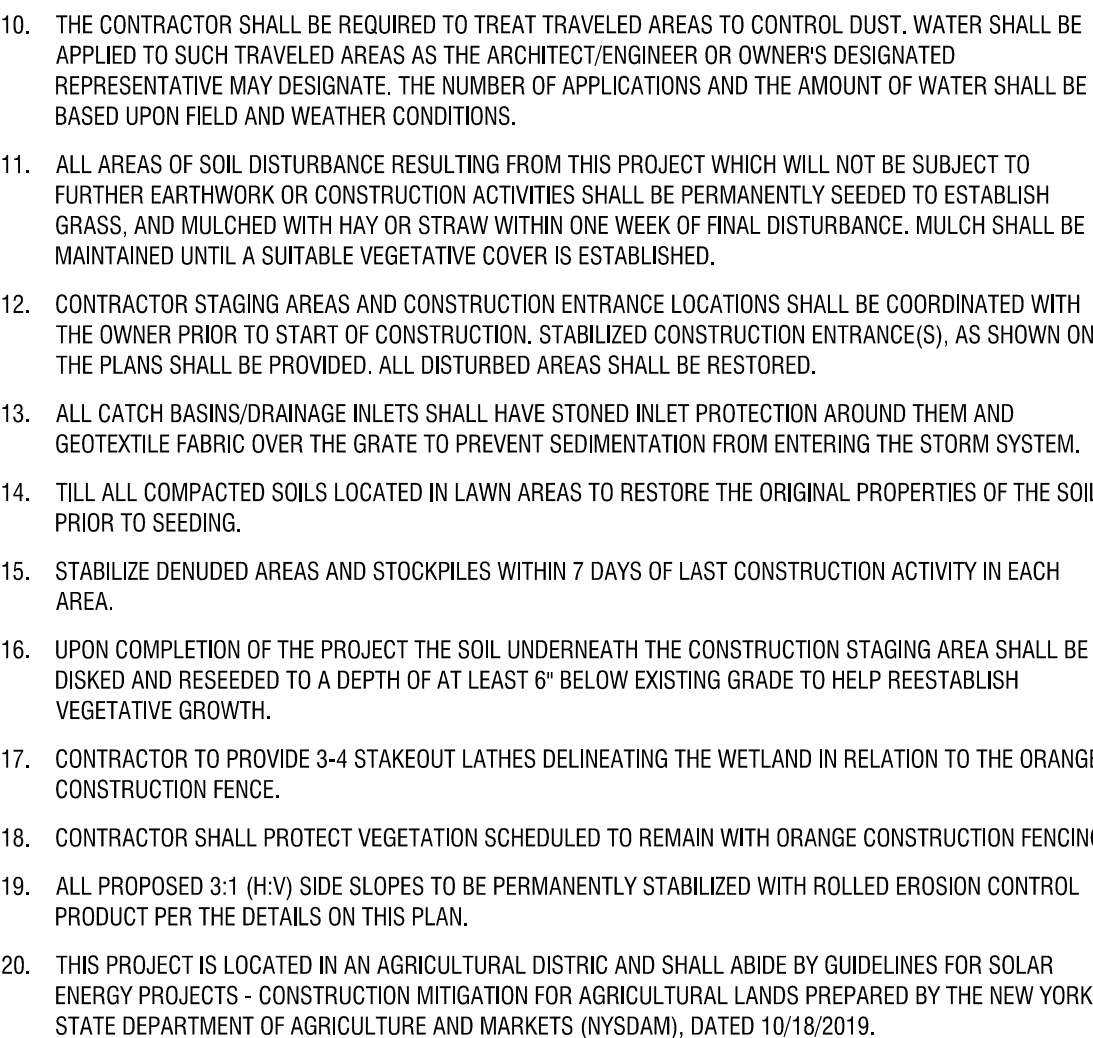 10. THE CONTRACTOR SHALL BE REQUIRED TO TREAT TRAVELED AREAS TO CONTROL DUST. WATER SHALL BE
APPLIED TO SUCH TRAVELED AREAS AS THE ARCHITECT/ENGINEER OR OWNER'S DESIGNATED
REPRESENTATIVE MAY DESIGNATE. THE NUMBER OF APPLICATIONS AND THE AMOUNT OF WATER SHALL BE
BASED UPON FIELD AND WEATHER CONDITIONS.
11. ALL AREAS OF SOIL DISTURBANCE RESULTING FROM THIS PROJECT WHICH WILL NOT BE SUBJECT TO
FURTHER EARTHWORK OR CONSTRUCTION ACTIVITIES SHALL BE PERMANENTLY SEEDED TO ESTABLISH
GRASS, AND MULCHED WITH HAY OR STRAW WITHIN ONE WEEK OF FINAL DISTURBANCE. MULCH SHALL BE
MAINTAINED UNTIL A SUITABLE VEGETATIVE COVER IS ESTABLISHED.
12. CONTRACTOR STAGING AREAS AND CONSTRUCTION ENTRANCE LOCATIONS SHALL BE COORDINATED WITH
THE OWNER PRIOR TO START OF CONSTRUCTION. STABILIZED CONSTRUCTION ENTRANCE(S), AS SHOWN ON
THE PLANS SHALL BE PROVIDED. ALL DISTURBED AREAS SHALL BE RESTORED.
13. ALL CATCH BASINS/DRAINAGE INLETS SHALL HAVE STONED INLET PROTECTION AROUND THEM AND
GEOTEXTILE FABRIC OVER THE GRATE TO PREVENT SEDIMENTATION FROM ENTERING THE STORM SYSTEM.
14. TILL ALL COMPACTED SOILS LOCATED IN LAWN AREAS TO RESTORE THE ORIGINAL PROPERTIES OF THE SOIL
PRIOR TO SEEDING.
15. STABILIZE DENUDED AREAS AND STOCKPILES WITHIN 7 DAYS OF LAST CONSTRUCTION ACTIVITY IN EACH
AREA.
16. UPON COMPLETION OF THE PROJECT THE SOIL UNDERNEATH THE CONSTRUCTION STAGING AREA SHALL BE
DISKED AND RESEEDED TO A DEPTH OF AT LEAST 6" BELOW EXISTING GRADE TO HELP REESTABLISH
VEGETATIVE GROWTH.
17. CONTRACTOR TO PROVIDE 3-4 STAKEOUT LATHES DELINEATING THE WETLAND IN RELATION TO THE ORANGE
CONSTRUCTION FENCE.
18. CONTRACTOR SHALL PROTECT VEGETATION SCHEDULED TO REMAIN WITH ORANGE CONSTRUCTION FENCING
19. ALL PROPOSED 3:1 (H:V) SIDE SLOPES TO BE PERMANENTLY STABILIZED WITH ROLLED EROSION CONTROL
PRODUCT PER THE DETAILS ON THIS PLAN.
20. THIS PROJECT IS LOCATED IN AN AGRICULTURAL DISTRIC AND SHALL ABIDE BY GUIDELINES FOR SOLAR
ENERGY PROJECTS - CONSTRUCTION MITIGATION FOR AGRICULTURAL LANDS PREPARED BY THE NEW YORK
STATE DEPARTMENT OF AGRICULTURE AND MARKETS (NYSDAM), DATED 10/18/2019.